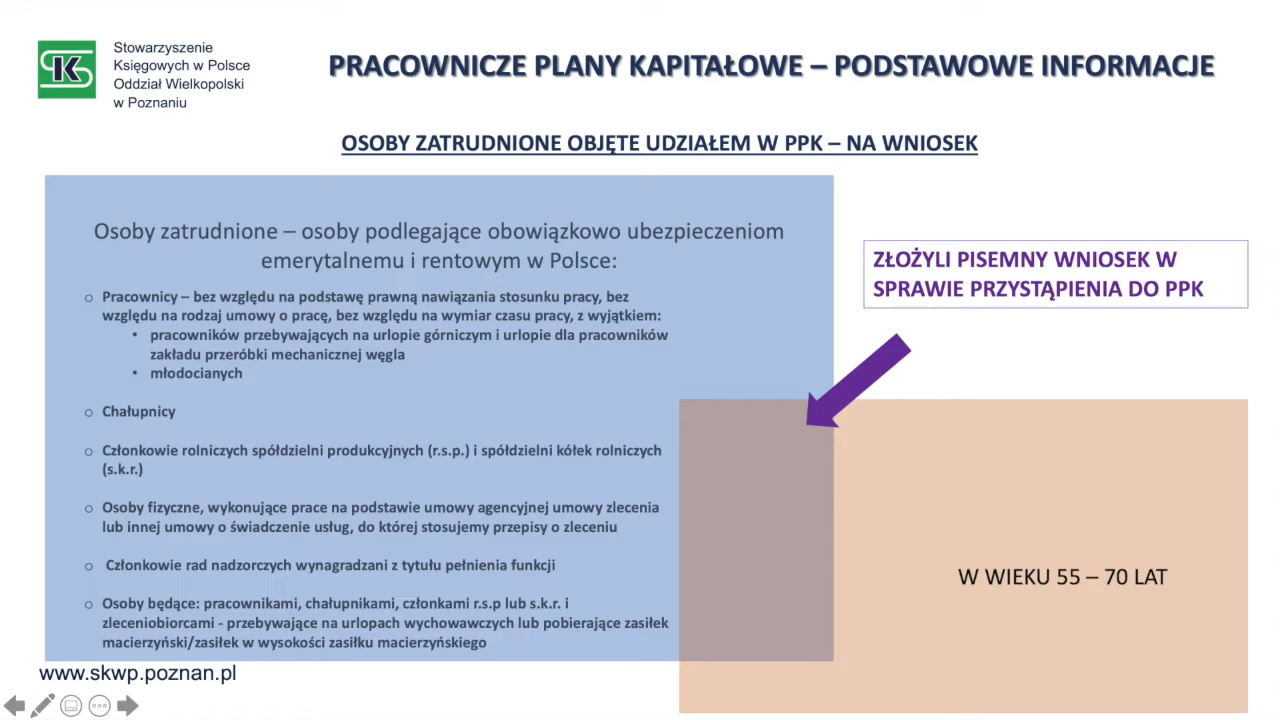 Stowarzyszenie
Księgowych w Polsce
Oddział Wielkopolski
w Poznaniu
PRACOWNICZE PLANY KAPITAŁOWE – PODSTAWOWE INFORMACJE
OSOBY ZATRUDNIONE OBJĘTE UDZIAŁEM W PPK – NA WNIOSEK
Osoby zatrudnione – osoby podlegające obowiązkowo ubezpieczeniom
emerytalnemu i rentowym w Polsce:
o Pracownicy – bez względu na podstawę prawną nawiązania stosunku pracy, bez
względu na rodzaj umowy o pracę, bez względu na wymiar czasu pracy, z wyjątkiem:
• pracowników przebywających na urlopie górniczym i urlopie dla pracowników
zakładu przeróbki mechanicznej węgla
• młodocianych
o Chałupnicy
o Członkowie rolniczych spółdzielni produkcyjnych (r.s.p.) i spółdzielni kółek rolniczych
(s.k.r.)
o Osoby fizyczne, wykonujące prace na podstawie umowy agencyjnej umowy zlecenia
lub innej umowy o świadczenie usług, do której stosujemy przepisy o zleceniu
o Członkowie rad nadzorczych wynagradzani z tytułu pełnienia funkcji
o Osoby będące: pracownikami, chałupnikami, członkami r.s.p lub s.k.r. i
zleceniobiorcami - przebywające na urlopach wychowawczych lub pobierające zasiłek
macierzyński/zasiłek w wysokości zasiłku macierzyńskiego
ZŁOŻYLI PISEMNY WNIOSEK W
SPRAWIE PRZYSTĄPIENIA DO PPK
W WIEKU 55 – 70 LAT
www.skwp.poznan.pl